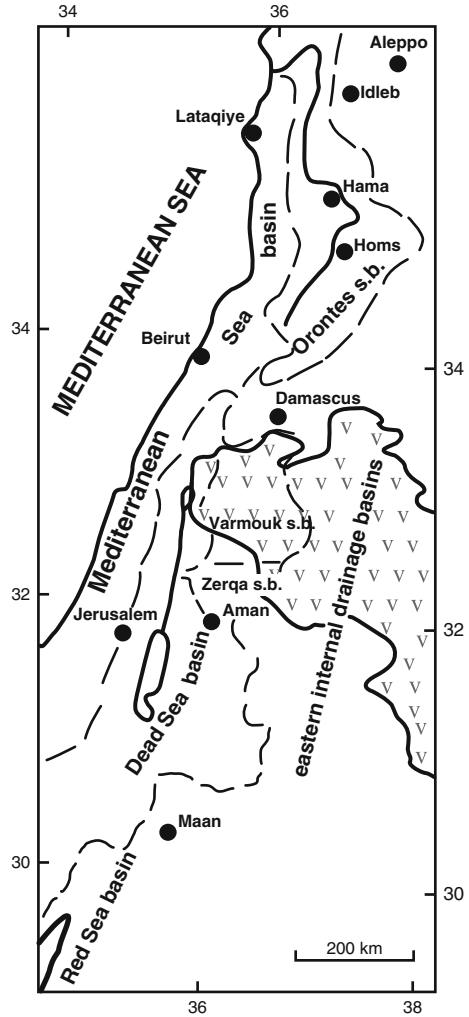 34
36
Aleppo
Idleb
Lataqiye
Hama
Homs
MEDITERRANEAN SEA
Mediterranean
Sea
basin
Orontes s.b.
34
Beirut
34
Damascus
v v v v v v v v v v v v v v v v v v v v v v v v v v v v v v v v v v v v v v v v v v v v v v v v v v
Varmouk s.b.
eastern internal drainage basins
32
Zerqa s.b.
Jerusalem
Aman
32
Dead Sea basin
Maan
30
30
Red Sea basin
200 km
36
38